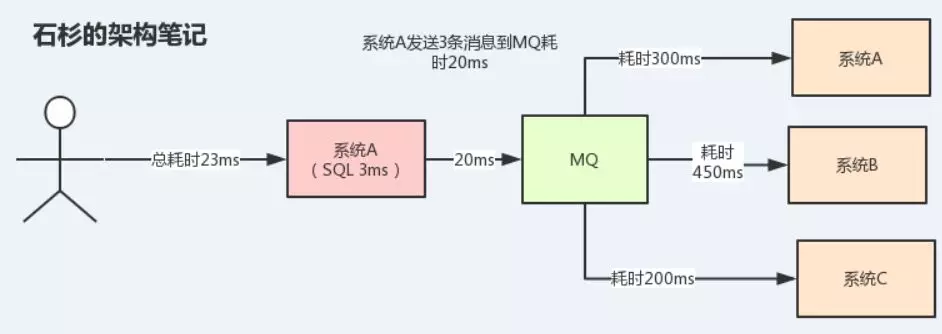 石杉的架构笔记
系统A发送3条消息到MQ耗
时20ms
耗时300ms
系统A
总耗时23ms
系统A
（SQL 3ms）
20ms
MQ
耗时
450ms
系统B
耗时200ms
系统C